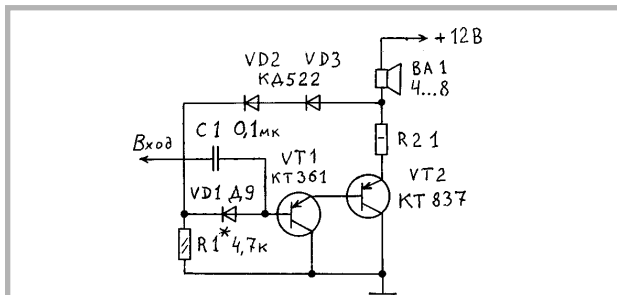 +12В
VD2 VD3
КД522
ВА1
4...8
С1 0,1мк
Вход
R2 1
VT1
КТ361
VT2
КТ837
VD1 Д9
R1* 4,7к